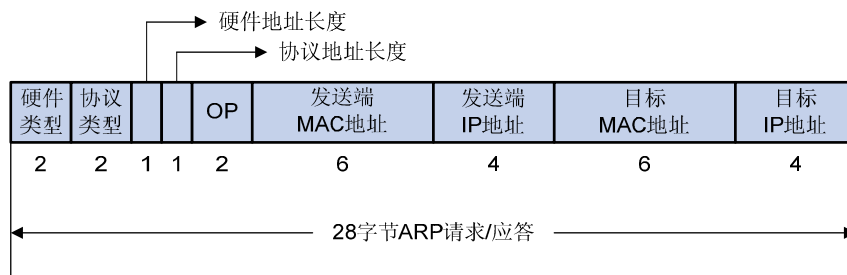 硬件地址长度
协议地址长度
硬件
类型
协议
类型
OP
发送端
MAC地址
发送端
IP地址
目标
MAC地址
目标
IP地址
2 2 1 1 2 6 4 6 4
28字节ARP请求/应答